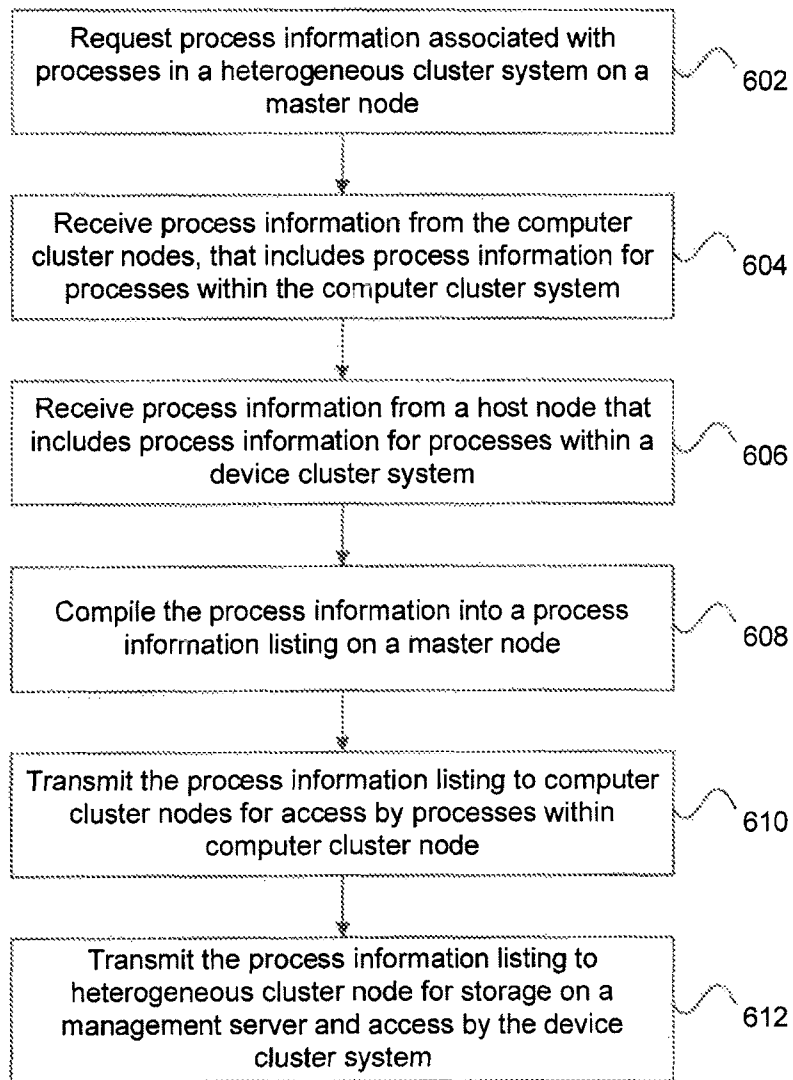 Request process information associated with
processes in a heterogeneous cluster system on a
master node
602
Receive process information from the computer
cluster nodes, that includes process information for
processes within the computer cluster system
604
Receive process information from a host node that
includes process information for processes within a
device cluster system
606
Compile the process information into a process
information listing on a master node
608
Transmit the process information listing to computer
cluster nodes for access by processes within
computer cluster node
610
Transmit the process information listing to
heterogeneous cluster node for storage on a
management server and access by the device
cluster system
612